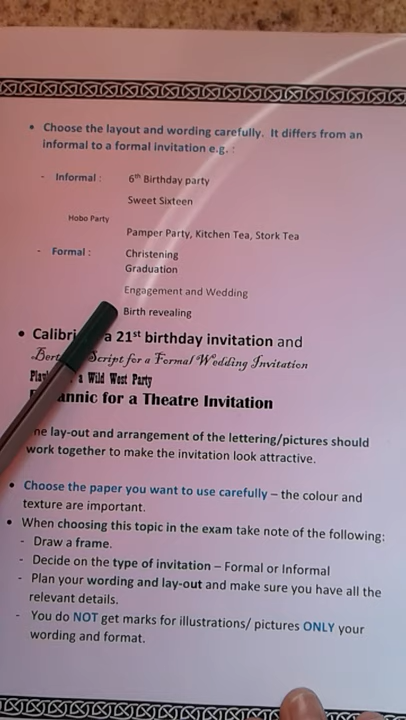 • Choose the layout and wording carefully. It differs from an
informal to a formal invitation e.g. :
- Informal : 6th Birthday party
Sweet Sixteen
Hobo Party
Pamper Party, Kitchen Tea, Stork Tea
- Formal : Christening
Graduation
Engagement and Wedding
Birth revealing
• Calibri a 21st birthday invitation and
Script for a Formal Wedding Invitation
a Wild West Party
annic for a Theatre Invitation
he lay-out and arrangement of the lettering/pictures should
work together to make the invitation look attractive.
• Choose the paper you want to use carefully – the colour and
texture are important.
• When choosing this topic in the exam take note of the following:
- Draw a frame.
- Decide on the type of invitation – Formal or Informal
- Plan your wording and lay-out and make sure you have all the
relevant details.
- You do NOT get marks for illustrations/ pictures ONLY your
wording and format.